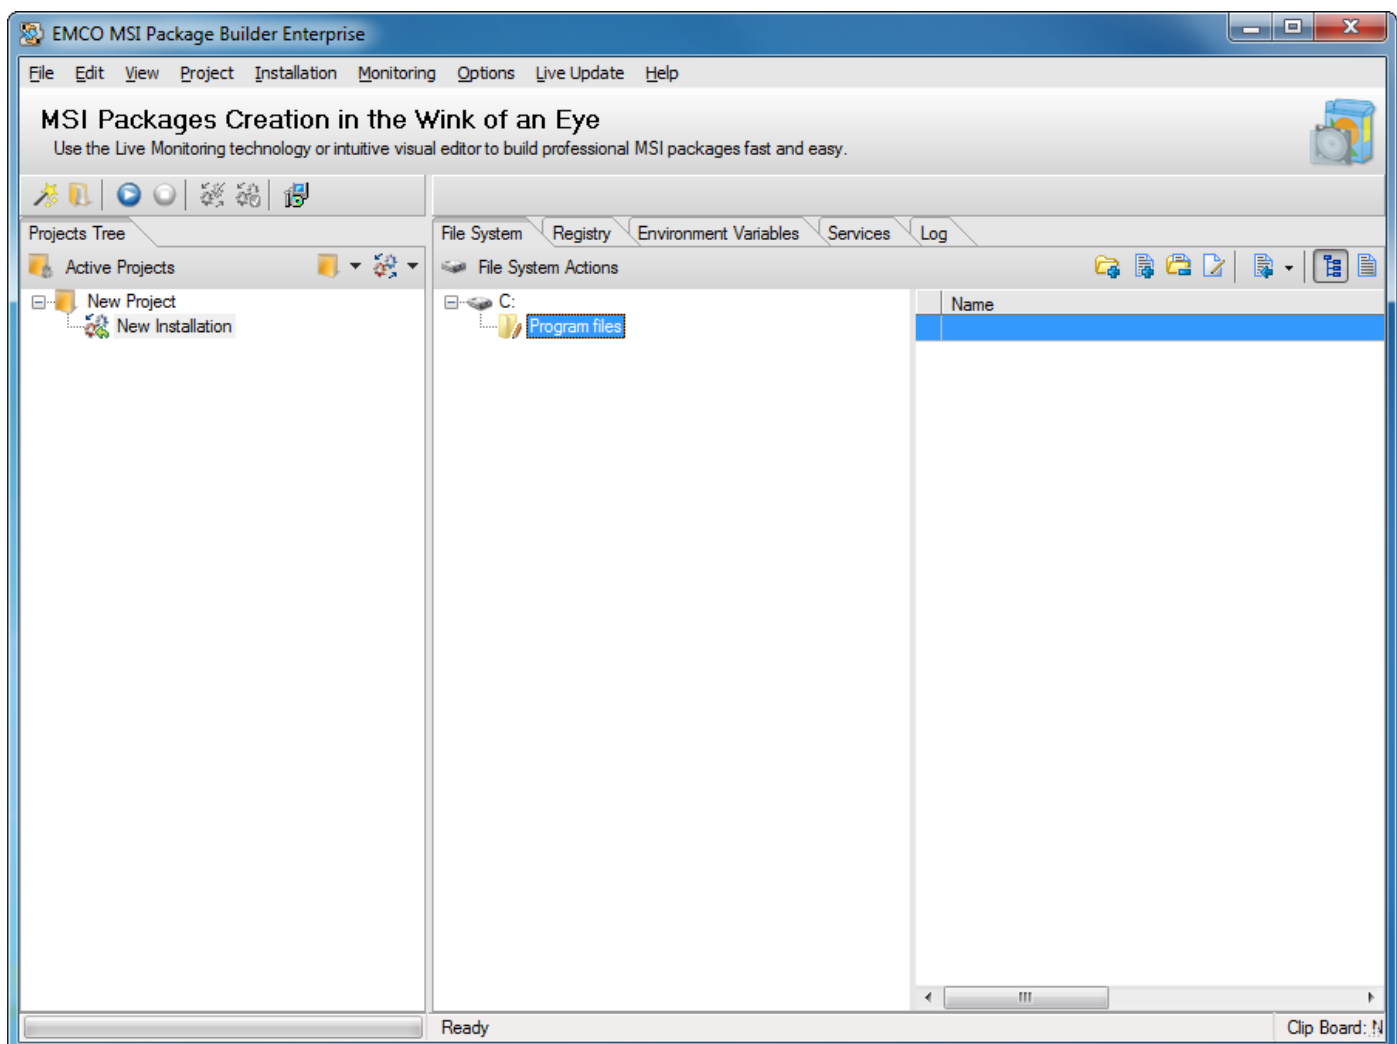 EMCO MSI Package Builder Enterprise
File Edit View Project Installation Monitoring Options Live Update Help
MSI Packages Creation in the Wink of an Eye
Use the Live Monitoring technology or intuitive visual editor to build professional MSI packages fast and easy.
Projects Tree
File System Registry Environment Variables Services Log
Active Projects
File System Actions
New Project
C:
Name
New Installation
Program files
Ready
Clip Board: N